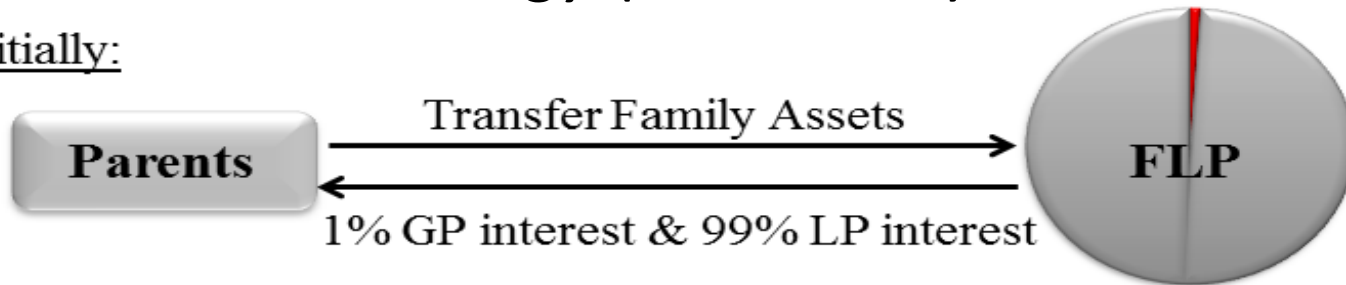 itially:
Transfer Family Assets
Parents
FLP
1% GP interest & 99% LP interest